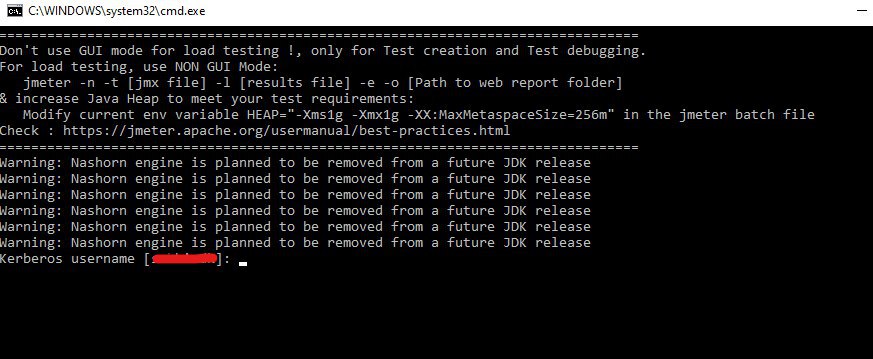 C:\WINDOWS\system32\cmd.exe
================================================================================
Don't use GUI mode for load testing !, only for Test creation and Test debugging.
For load testing, use NON GUI Mode:
   jmeter -n -t [jmx file] -l [results file] -e -o [Path to web report folder]
& increase Java Heap to meet your test requirements:
   Modify current env variable HEAP="-Xms1g -Xmx1g -XX:MaxMetaspaceSize=256m" in the jmeter batch file
Check : https://jmeter.apache.org/usermanual/best-practices.html
================================================================================
Warning: Nashorn engine is planned to be removed from a future JDK release
Warning: Nashorn engine is planned to be removed from a future JDK release
Warning: Nashorn engine is planned to be removed from a future JDK release
Warning: Nashorn engine is planned to be removed from a future JDK release
Warning: Nashorn engine is planned to be removed from a future JDK release
Warning: Nashorn engine is planned to be removed from a future JDK release
Kerberos username []: